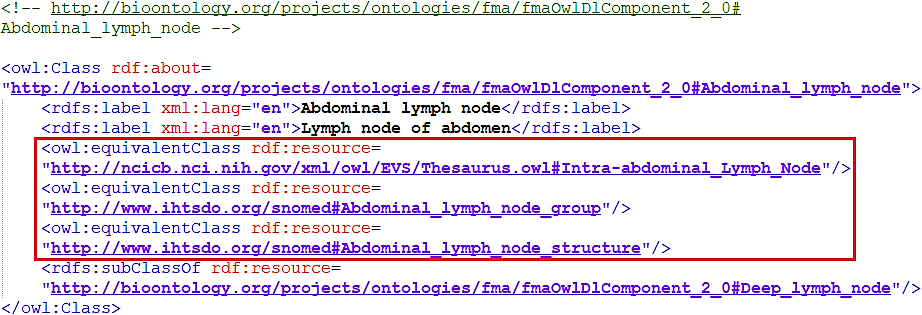 <!-- http://bioontology.org/projects/ontologies/fma/fmaOwlDlComponent_2_0#
Abdominal_lymph_node -->
<owl:Class rdf:about=
"http://bioontology.org/projects/ontologies/fma/fmaOwlDlComponent_2_0#Abdominal_lymph_node">
<rdfs:label xml:lang="en">Abdominal lymph node</rdfs:label>
<rdfs:label xml:lang="en">Lymph node of abdomen</rdfs:label>
<owl:equivalentClass rdf:resource=
"http://ncicb.nci.nih.gov/xml/owl/EVS/Thesaurus.owl#Intra-abdominal_Lymph_Node"/>
<owl:equivalentClass rdf:resource=
"http://www.ihtsdo.org/snomed#Abdominal_lymph_node_group"/>
<owl:equivalentClass rdf:resource=
"http://www.ihtsdo.org/snomed#Abdominal_lymph_node_structure"/>
<rdfs:subClassOf rdf:resource=
"http://bioontology.org/projects/ontologies/fma/fmaOwlDlComponent_2_0#Deep_lymph_node"/>
</owl:Class>